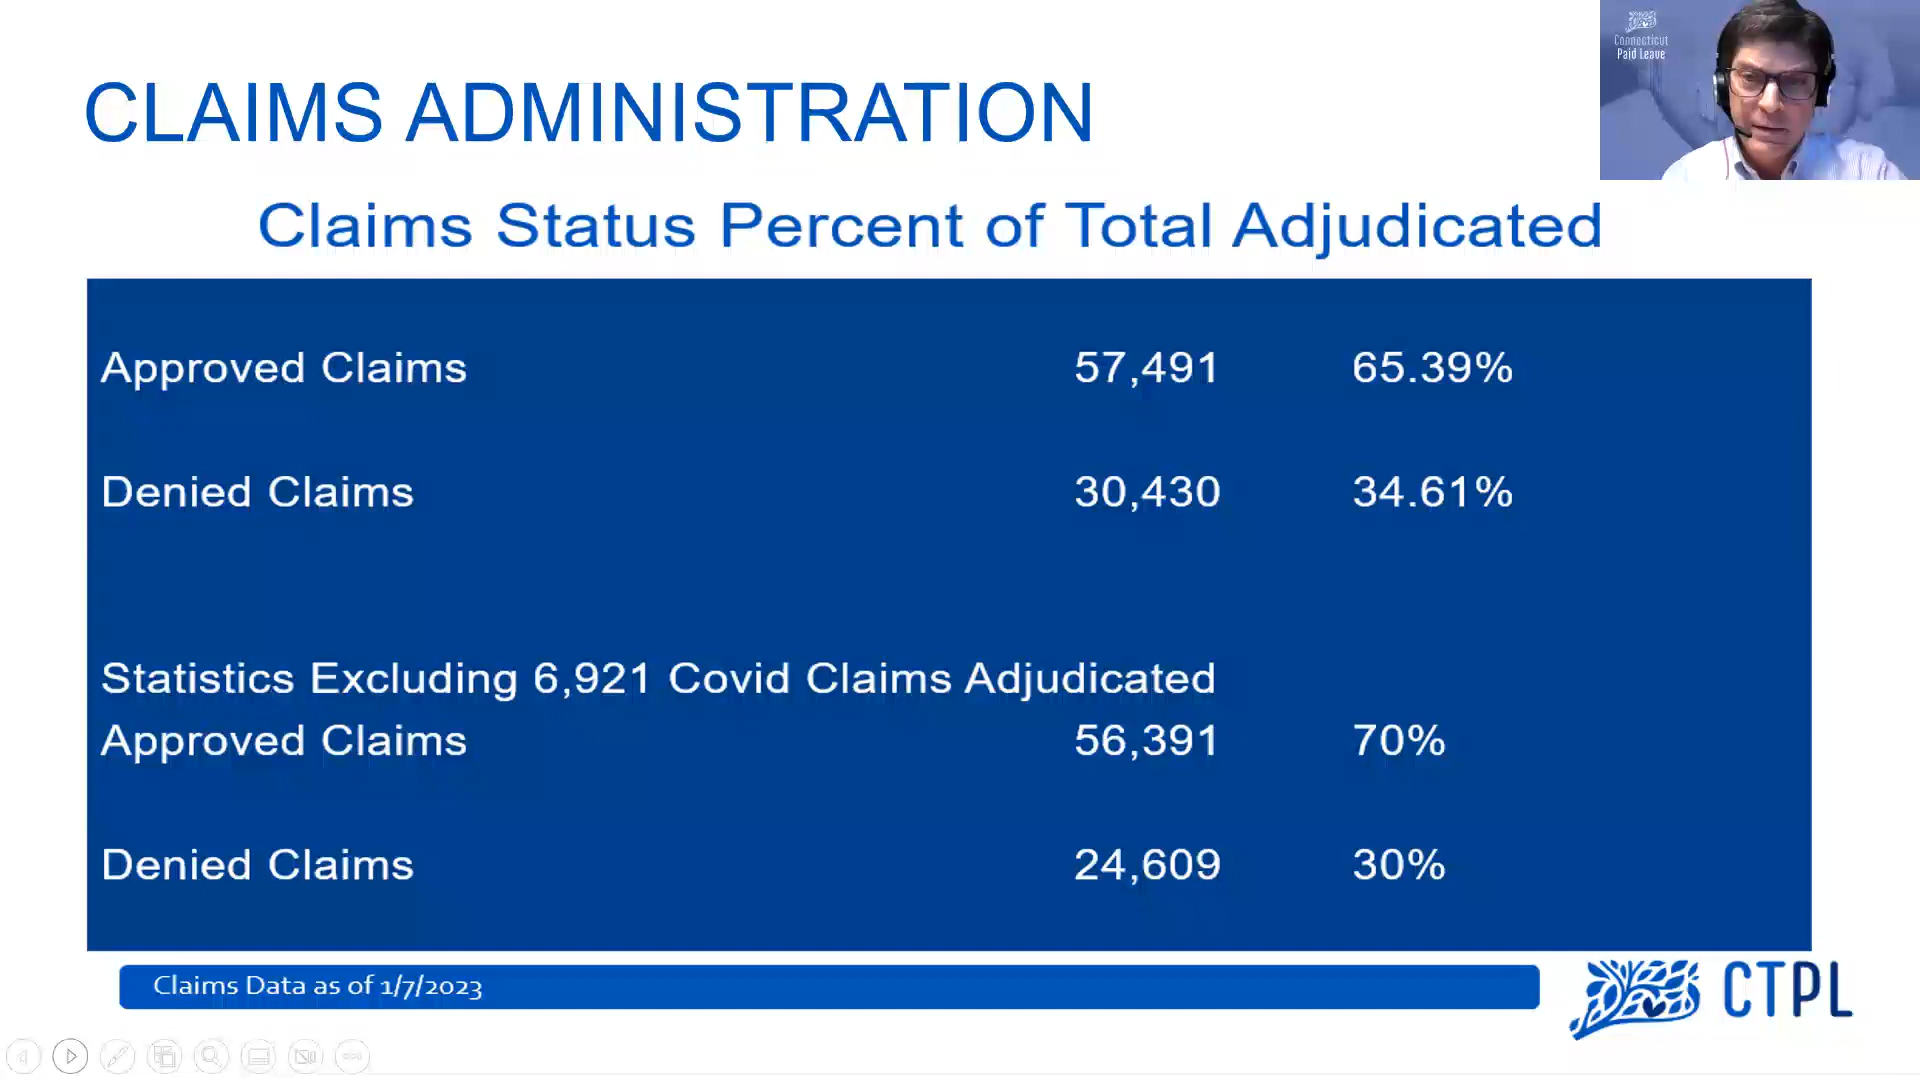 Connecticut
Paid Leave
CLAIMS ADMINISTRATION
Claims Status Percent of Total Adjudicated
Approved Claims 57,491 65.39%
Denied Claims 30,430 34.61%
Statistics Excluding 6,921 Covid Claims Adjudicated
Approved Claims 56,391 70%
Denied Claims 24,609 30%
Claims Data as of 1/7/2023
CTPL